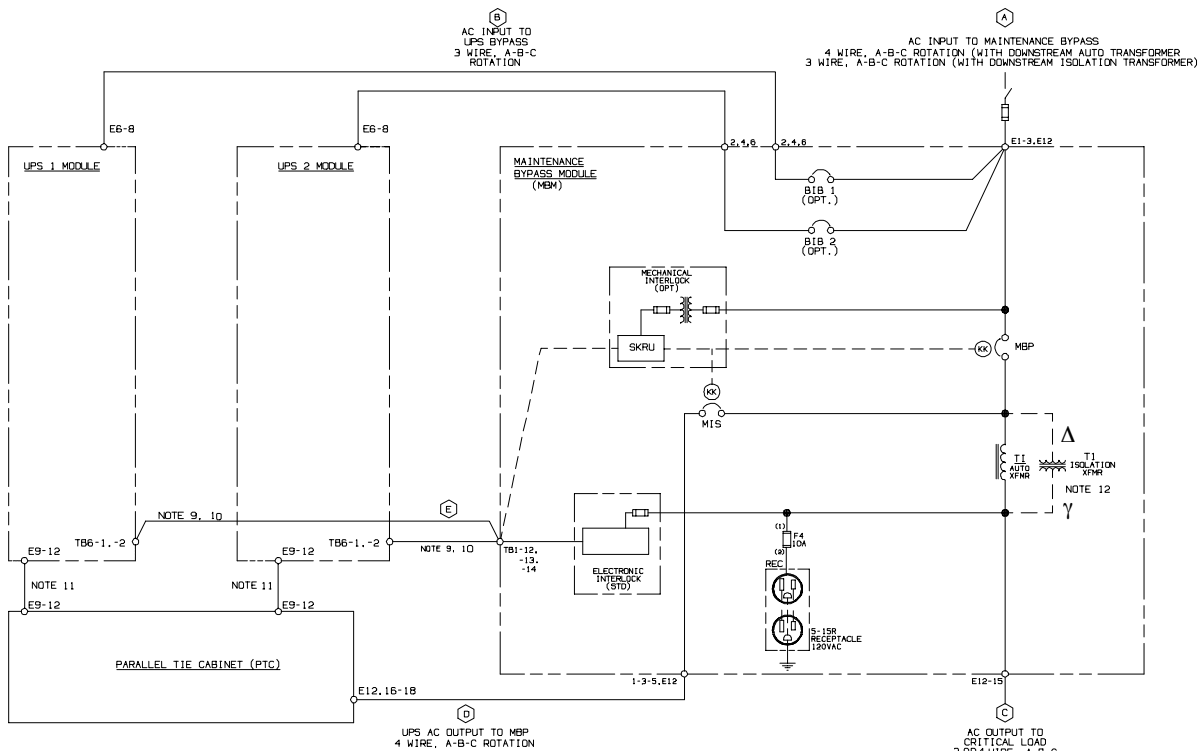 B
AC INPUT TO
UPS BYPASS
3 WIRE, A-B-C
ROTATION
A
AC INPUT TO MAINTENANCE BYPASS
4 WIRE, A-B-C ROTATION (WITH DOWNSTREAM AUTO TRANSFORMER
3 WIRE, A-B-C ROTATION (WITH DOWNSTREAM ISOLATION TRANSFORMER)
E6-8
E6-8
2,4,6
2,4,6
E1-3,E12
UPS 1 MODULE
UPS 2 MODULE
MAINTENANCE
BYPASS MODULE
(MBM)
BIB 1
(OPT.)
BIB 2
(OPT.)
MECHANICAL
INTERLOCK
(OPT)
SKRU
KK
MBP
KK
MIS
Δ
T1
AUTO
XFMR
T1
ISOLATION
XFMR
NOTE 12
γ
E
NOTE 9, 10
TB6-1,-2
TB6-1,-2
NOTE 9, 10
TB1-12,
-13,
-14
ELECTRONIC
INTERLOCK
(STD)
(1)
F4
10A
(2)
REC
5-15R
RECEPTACLE
120VAC
E9-12
E9-12
NOTE 11
NOTE 11
E9-12
E9-12
PARALLEL TIE CABINET (PTC)
E12,16-18
1-3-5,E12
E12-15
D
UPS AC OUTPUT TO MBP
4 WIRE, A-B-C ROTATION
C
AC OUTPUT TO
CRITICAL LOAD